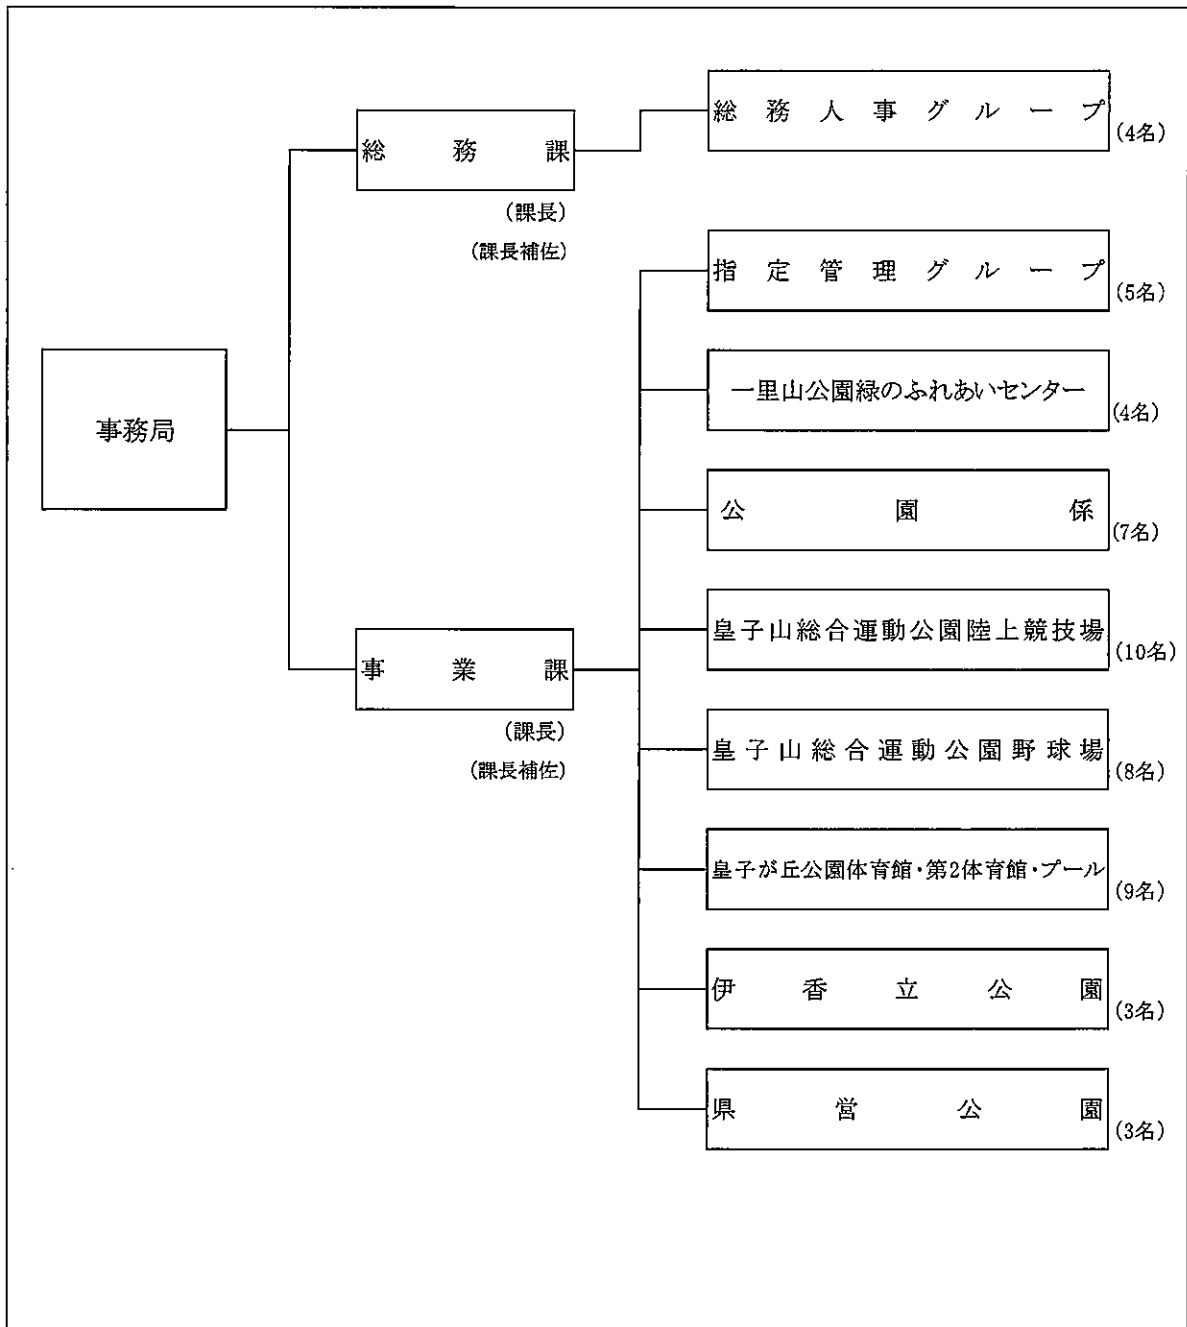 総務人事グループ
(4名)
総務課
(課長)
(課長補佐)
指定管理グループ
(5名)
一里山公園緑のふれあいセンター
(4名)
事務局
公園係
(7名)
皇子山総合運動公園陸上競技場
(10名)
事業課
(課長)
(課長補佐)
皇子山総合運動公園野球場
(8名)
皇子が丘公園体育館・第2体育館・プール
(9名)
伊香立公園
(3名)
県営公園
(3名)